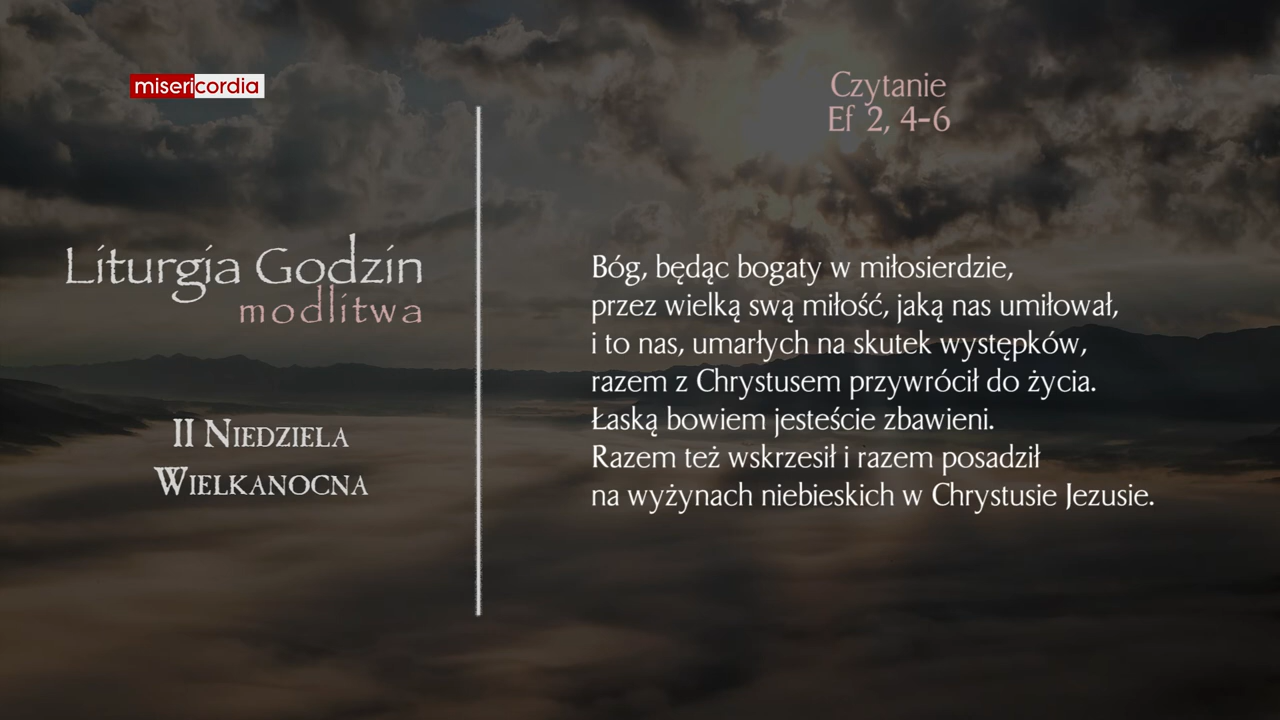 misericordia
Liturgia Godzin
modlitwa
II Niedziela
Wielkanocna
Czytanie
Ef 2, 4-6
Bóg, będąc bogaty w miłosierdzie,
przez wielką swą miłość, jaką nas umiłował,
i to nas, umarłych na skutek występków,
razem z Chrystusem przywrócił do życia.
Łaską bowiem jesteście zbawieni.
Razem też wskrzesił i razem posadził
na wyżynach niebieskich w Chrystusie Jezusie.